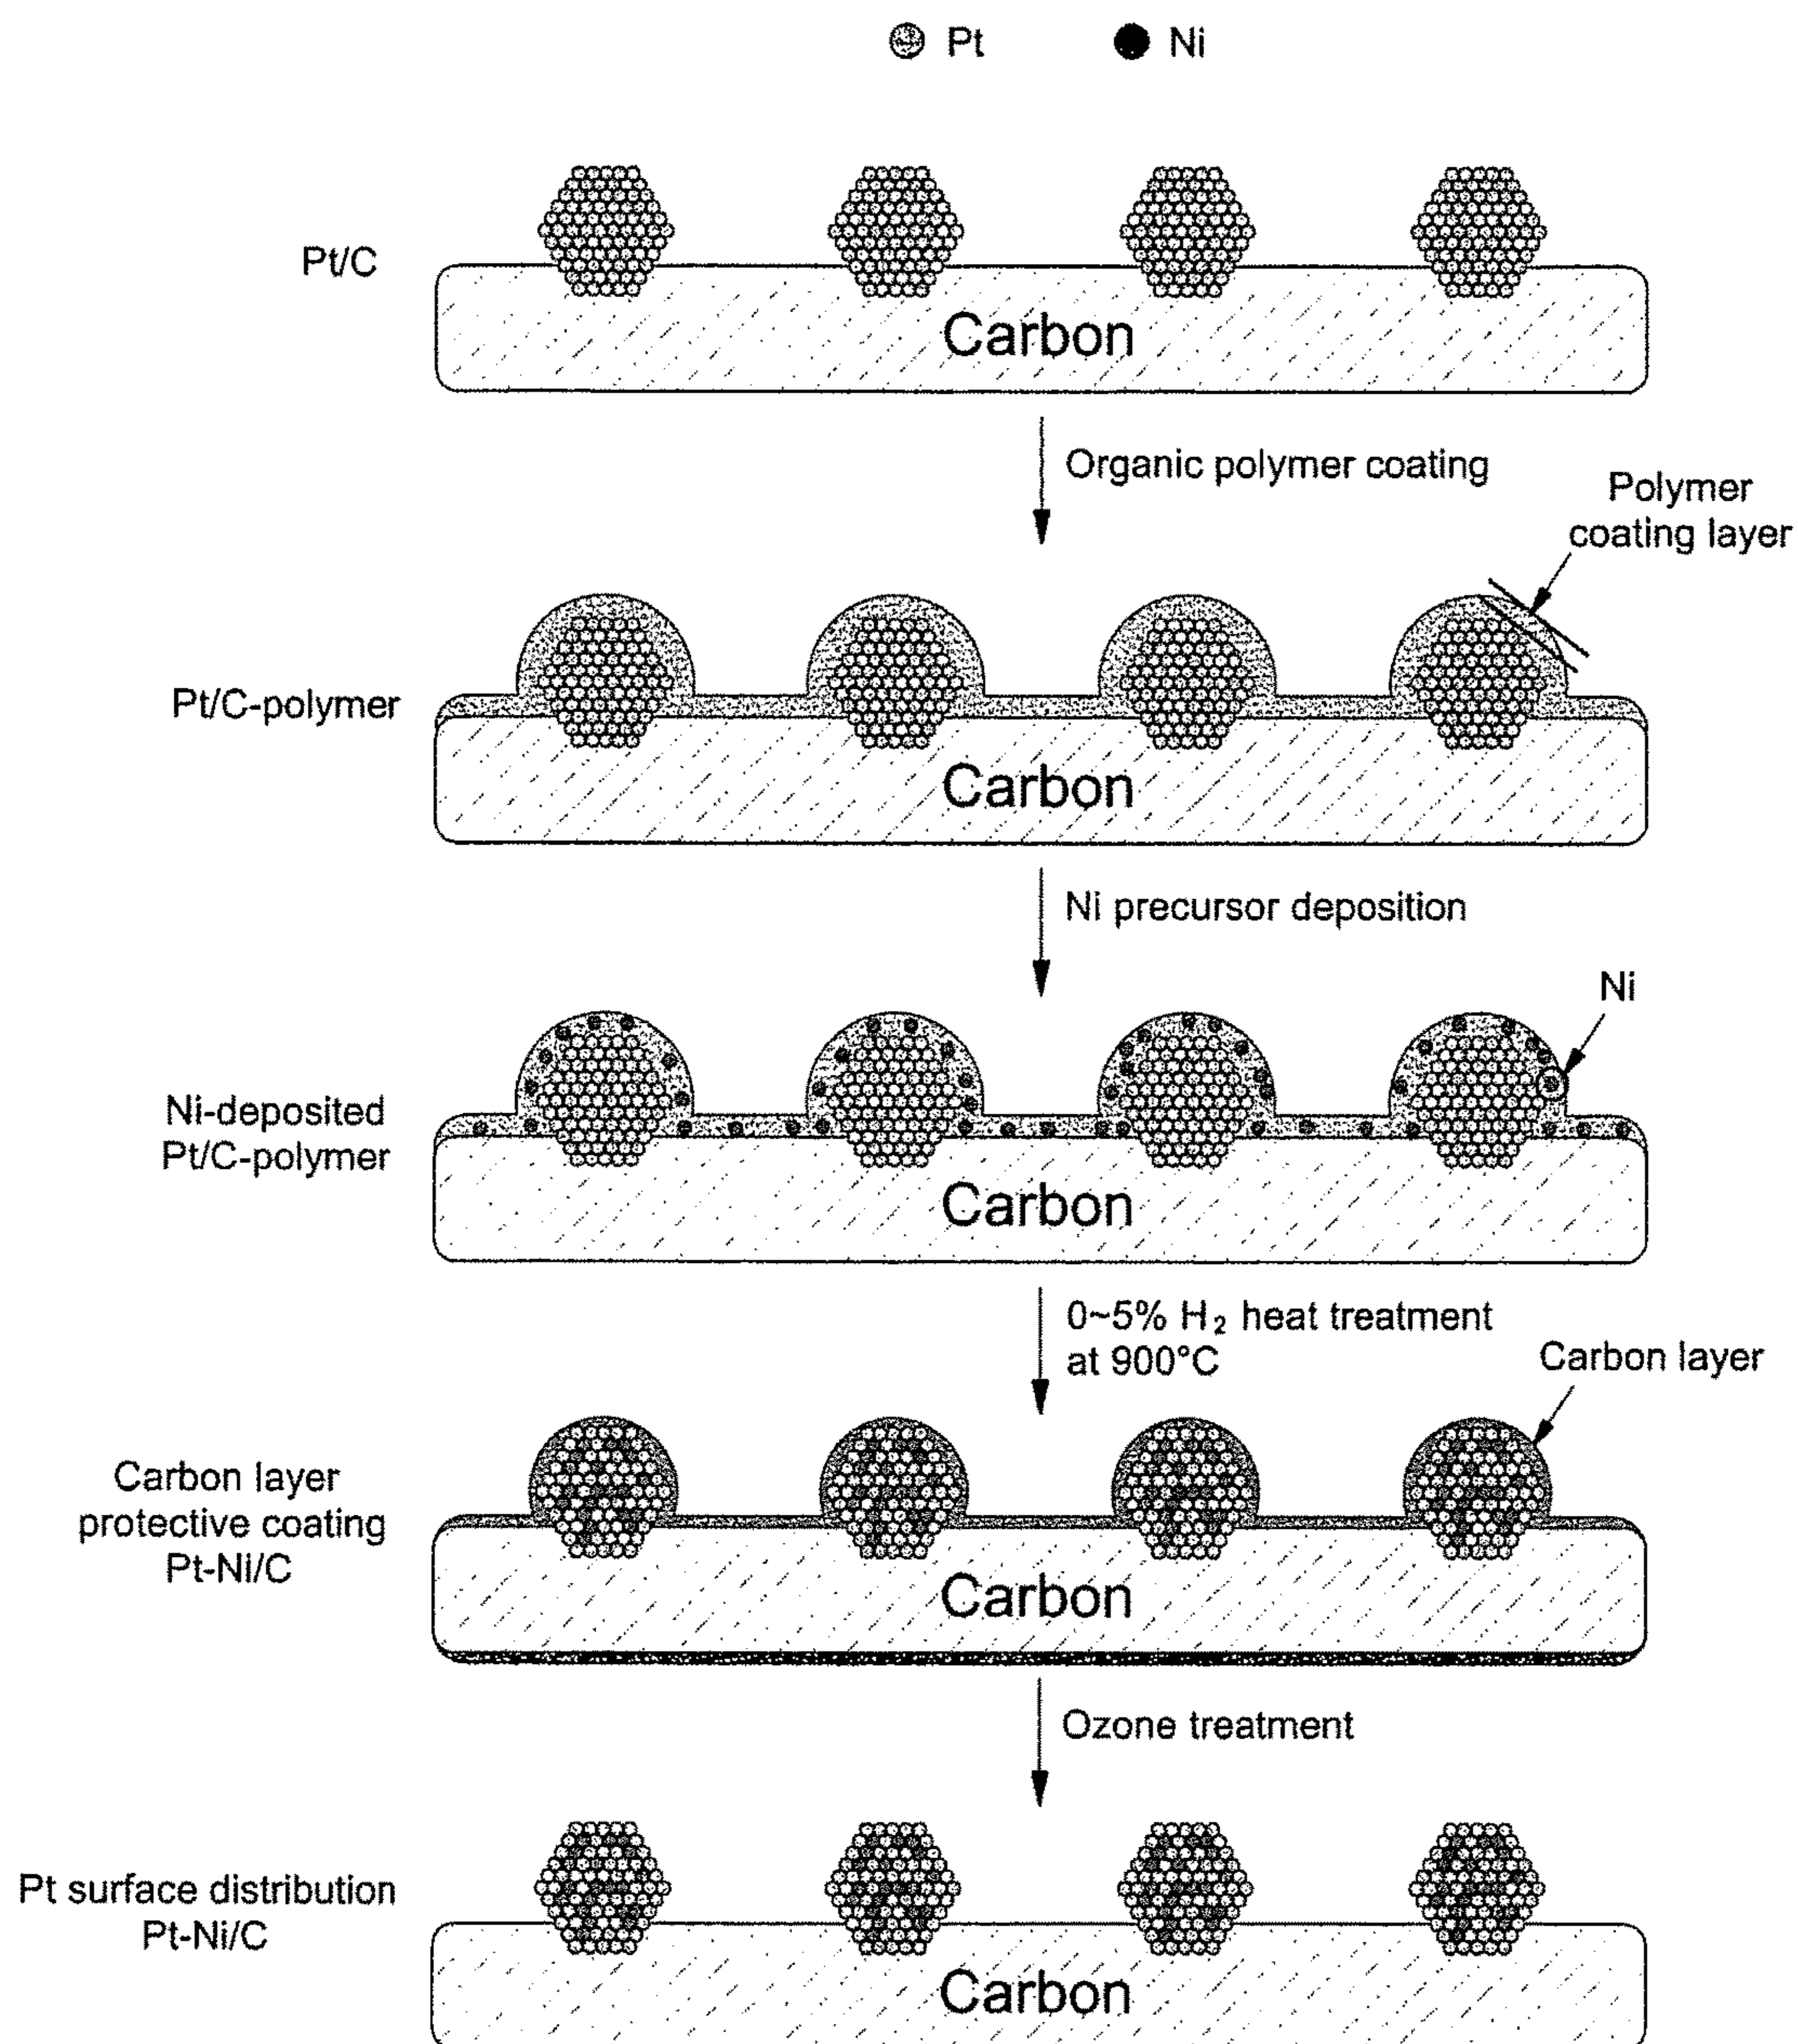 Pt Ni
Pt/C
Carbon
Organic polymer coating
Polymer
coating layer
Pt/C-polymer
Carbon
Ni precursor deposition
Ni
Ni-deposited
Pt/C-polymer
Carbon
0~5% H₂ heat treatment
at 900°C
Carbon layer
Carbon layer
protective coating
Pt-Ni/C
Carbon
Ozone treatment
Pt surface distribution
Pt-Ni/C
Carbon